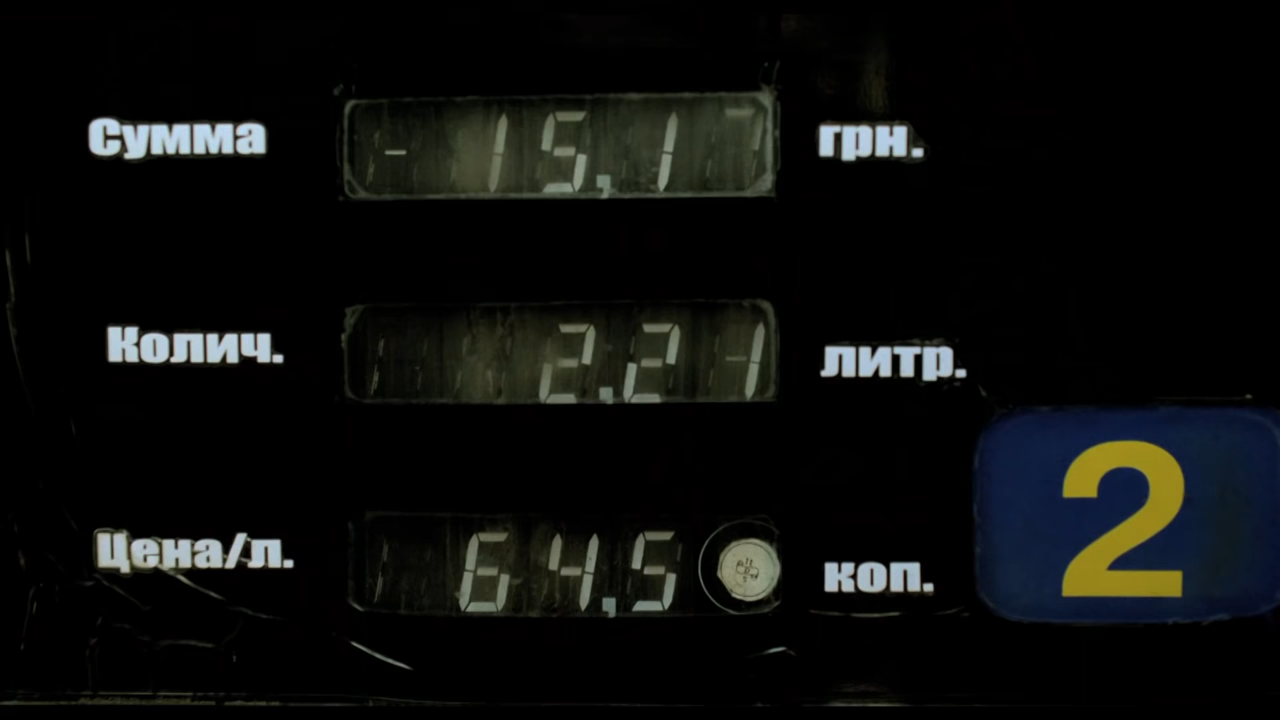 Сумма - 15,17 грн.
Колич. 2.21 литр.
Цена/л. 64,5 коп.
2